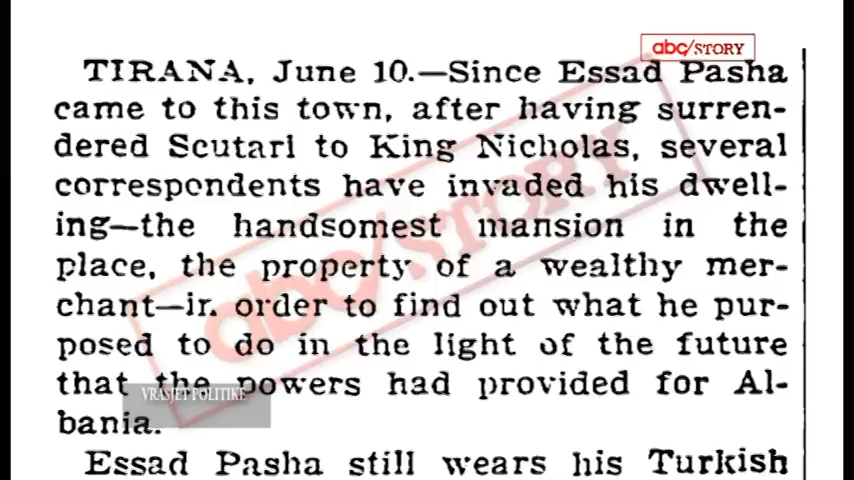 abc/STORY
TIRANA, June 10.—Since Essad Pasha
came to this town, after having surren-
dered Scutari to King Nicholas, several
correspondents have invaded his dwell-
ing—the handsomest mansion in the
place, the property of a wealthy mer-
chant—in order to find out what he pur-
posed to do in the light of the future
that the powers had provided for Al-
bania.
VRASJET POLITIKE
Essad Pasha still wears his Turkish
abc/STORY